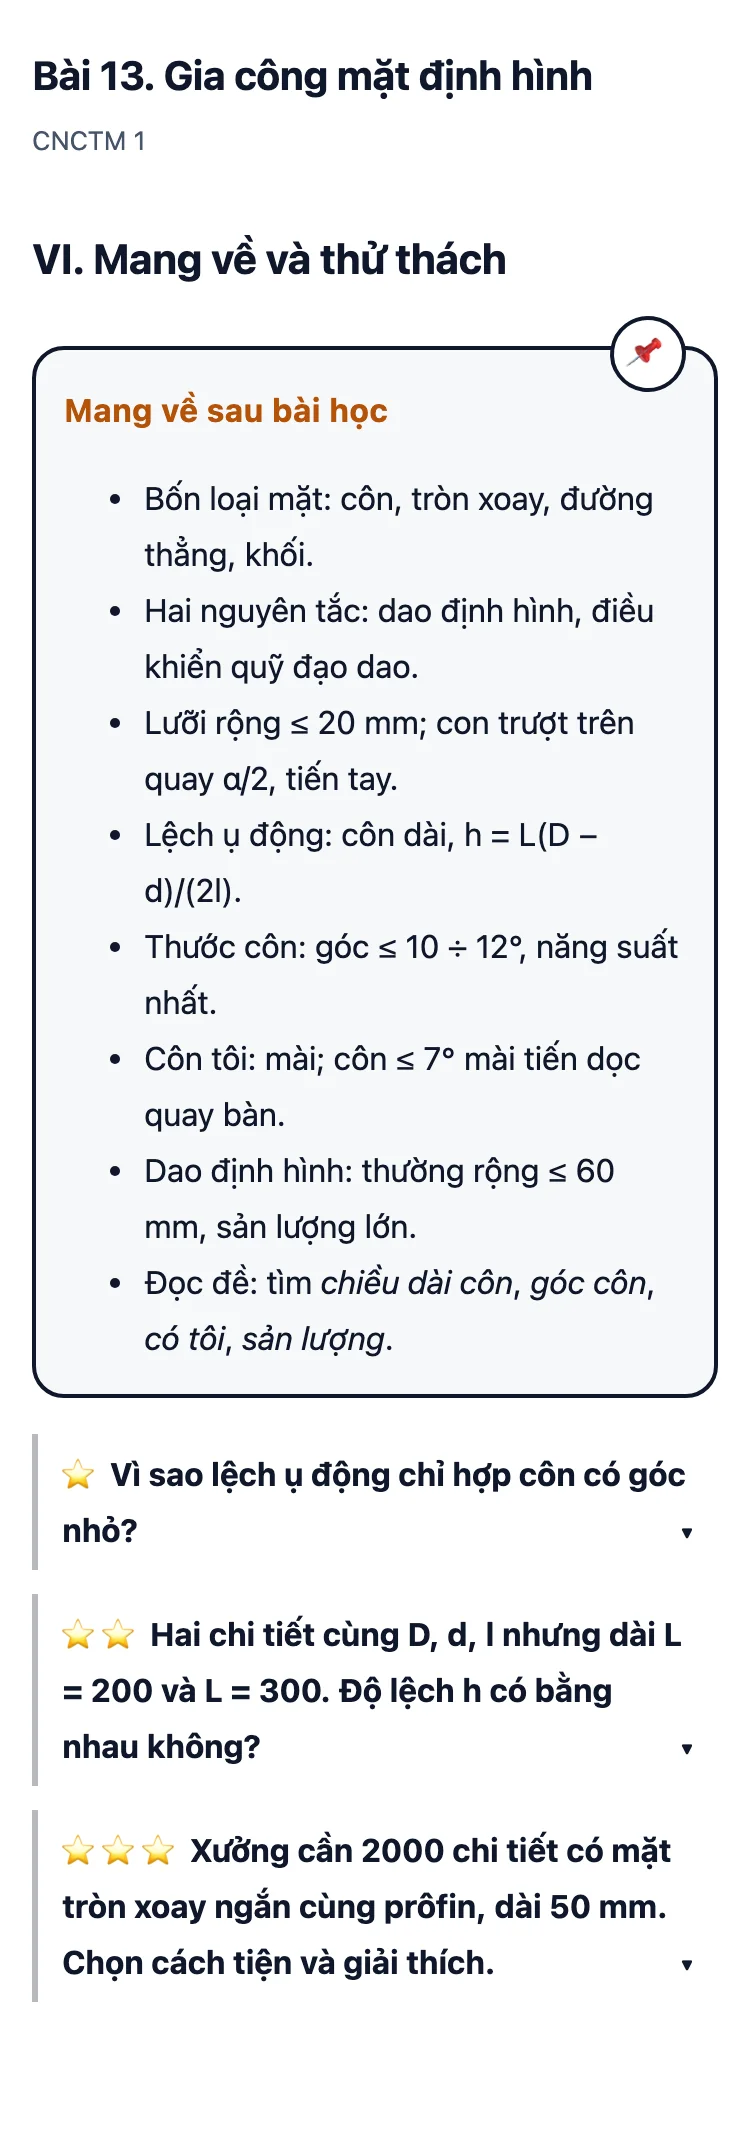 Bài 13. Gia công mặt định hình
CNCTM 1
VI. Mang về và thử thách
Mang về sau bài học
• Bốn loại mặt: côn, tròn xoay, đường
thẳng, khối.
• Hai nguyên tắc: dao định hình, điều
khiển quỹ đạo dao.
• Lưỡi rộng ≤ 20 mm; con trượt trên
quay α/2, tiến tay.
• Lệch ụ động: côn dài, h = L(D −
d)/(2l).
• Thước côn: góc ≤ 10 ÷ 12°, năng suất
nhất.
• Côn tôi: mài; côn ≤ 7° mài tiến dọc
quay bàn.
• Dao định hình: thường rộng ≤ 60
mm, sản lượng lớn.
• Đọc đề: tìm chiều dài côn, góc côn,
có tôi, sản lượng.
⭐ Vì sao lệch ụ động chỉ hợp côn có góc
nhỏ? ▼
⭐⭐ Hai chi tiết cùng D, d, l nhưng dài L
= 200 và L = 300. Độ lệch h có bằng
nhau không? ▼
⭐⭐⭐ Xưởng cần 2000 chi tiết có mặt
tròn xoay ngắn cùng prôfin, dài 50 mm.
Chọn cách tiện và giải thích. ▼